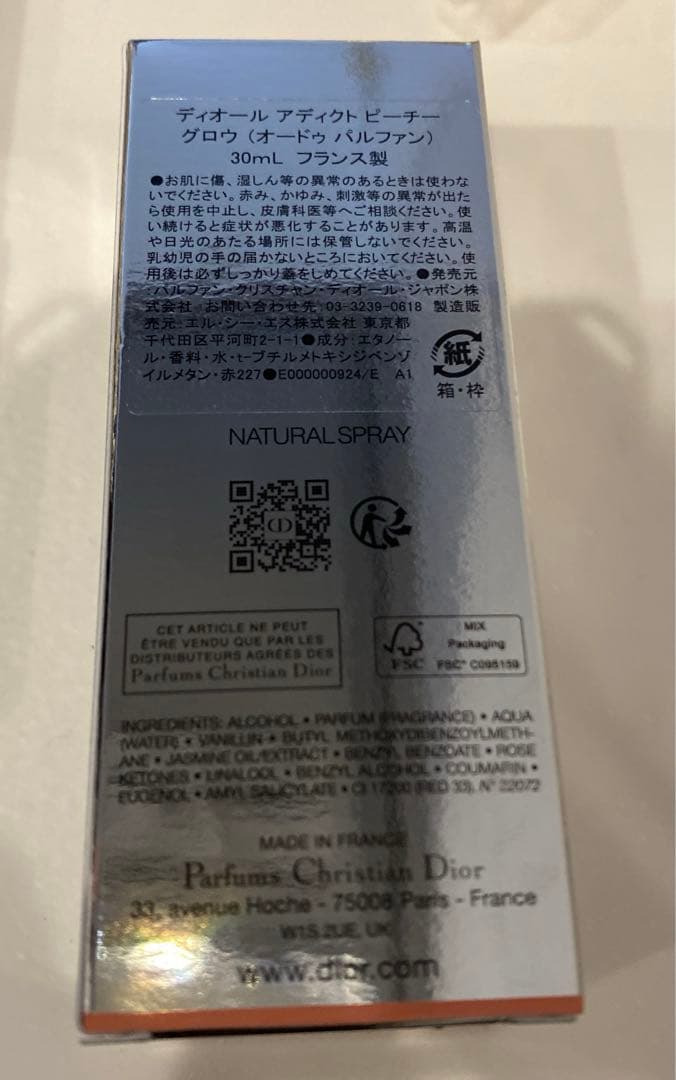 ディオール アディクト ピーチー
グロウ (オードゥ パルファン)
30mL フランス製
●お肌に傷、湿しん等の異常のあるときは使わな
いでください。赤み、かゆみ、刺激等の異常が出た
ら使用を中止し、皮膚科医等へご相談ください。使
い続けると症状が悪化することがあります。高温
や日光のあたる場所には保管しないでください。
乳幼児の手の届かないところにおいてください。使
用後は必ずしっかり蓋をしめてください。●発売元:
パルファン・クリスチャン・ディオール・ジャポン株
式会社 お問い合わせ先:03-3239-0618 製造販
売元:エル・シー・エス株式会社 東京都
千代田区平河町2-1-1●成分:エタノー
ル・香料・水・t-ブチルメトキシジベンゾ
イルメタン・赤227●E000000924/E A1
紙
箱・枠
NATURAL SPRAY
CD
CET ARTICLE NE PEUT
ÊTRE VENDU QUE PAR LES
DISTRIBUTEURS AGRÉÉS DES
Parfums Christian Dior
FSC
MIX
Packaging
FSC® C095159
INGREDIENTS: ALCOHOL • PARFUM (FRAGRANCE) • AQUA
(WATER) • VANILLIN • BUTYL METHOXYDIBENZOYLMETH-
ANE • JASMINE OIL/EXTRACT • BENZYL BENZOATE • ROSE
KETONES • LINALOOL • BENZYL ALCOHOL • COUMARIN •
EUGENOL • AMYL SALICYLATE • CI 17200 (RED 33). N° 22072
MADE IN FRANCE
Parfums Christian Dior
33, avenue Hoche - 75008 Paris - France
W1S 2UE, UK
www.dior.com